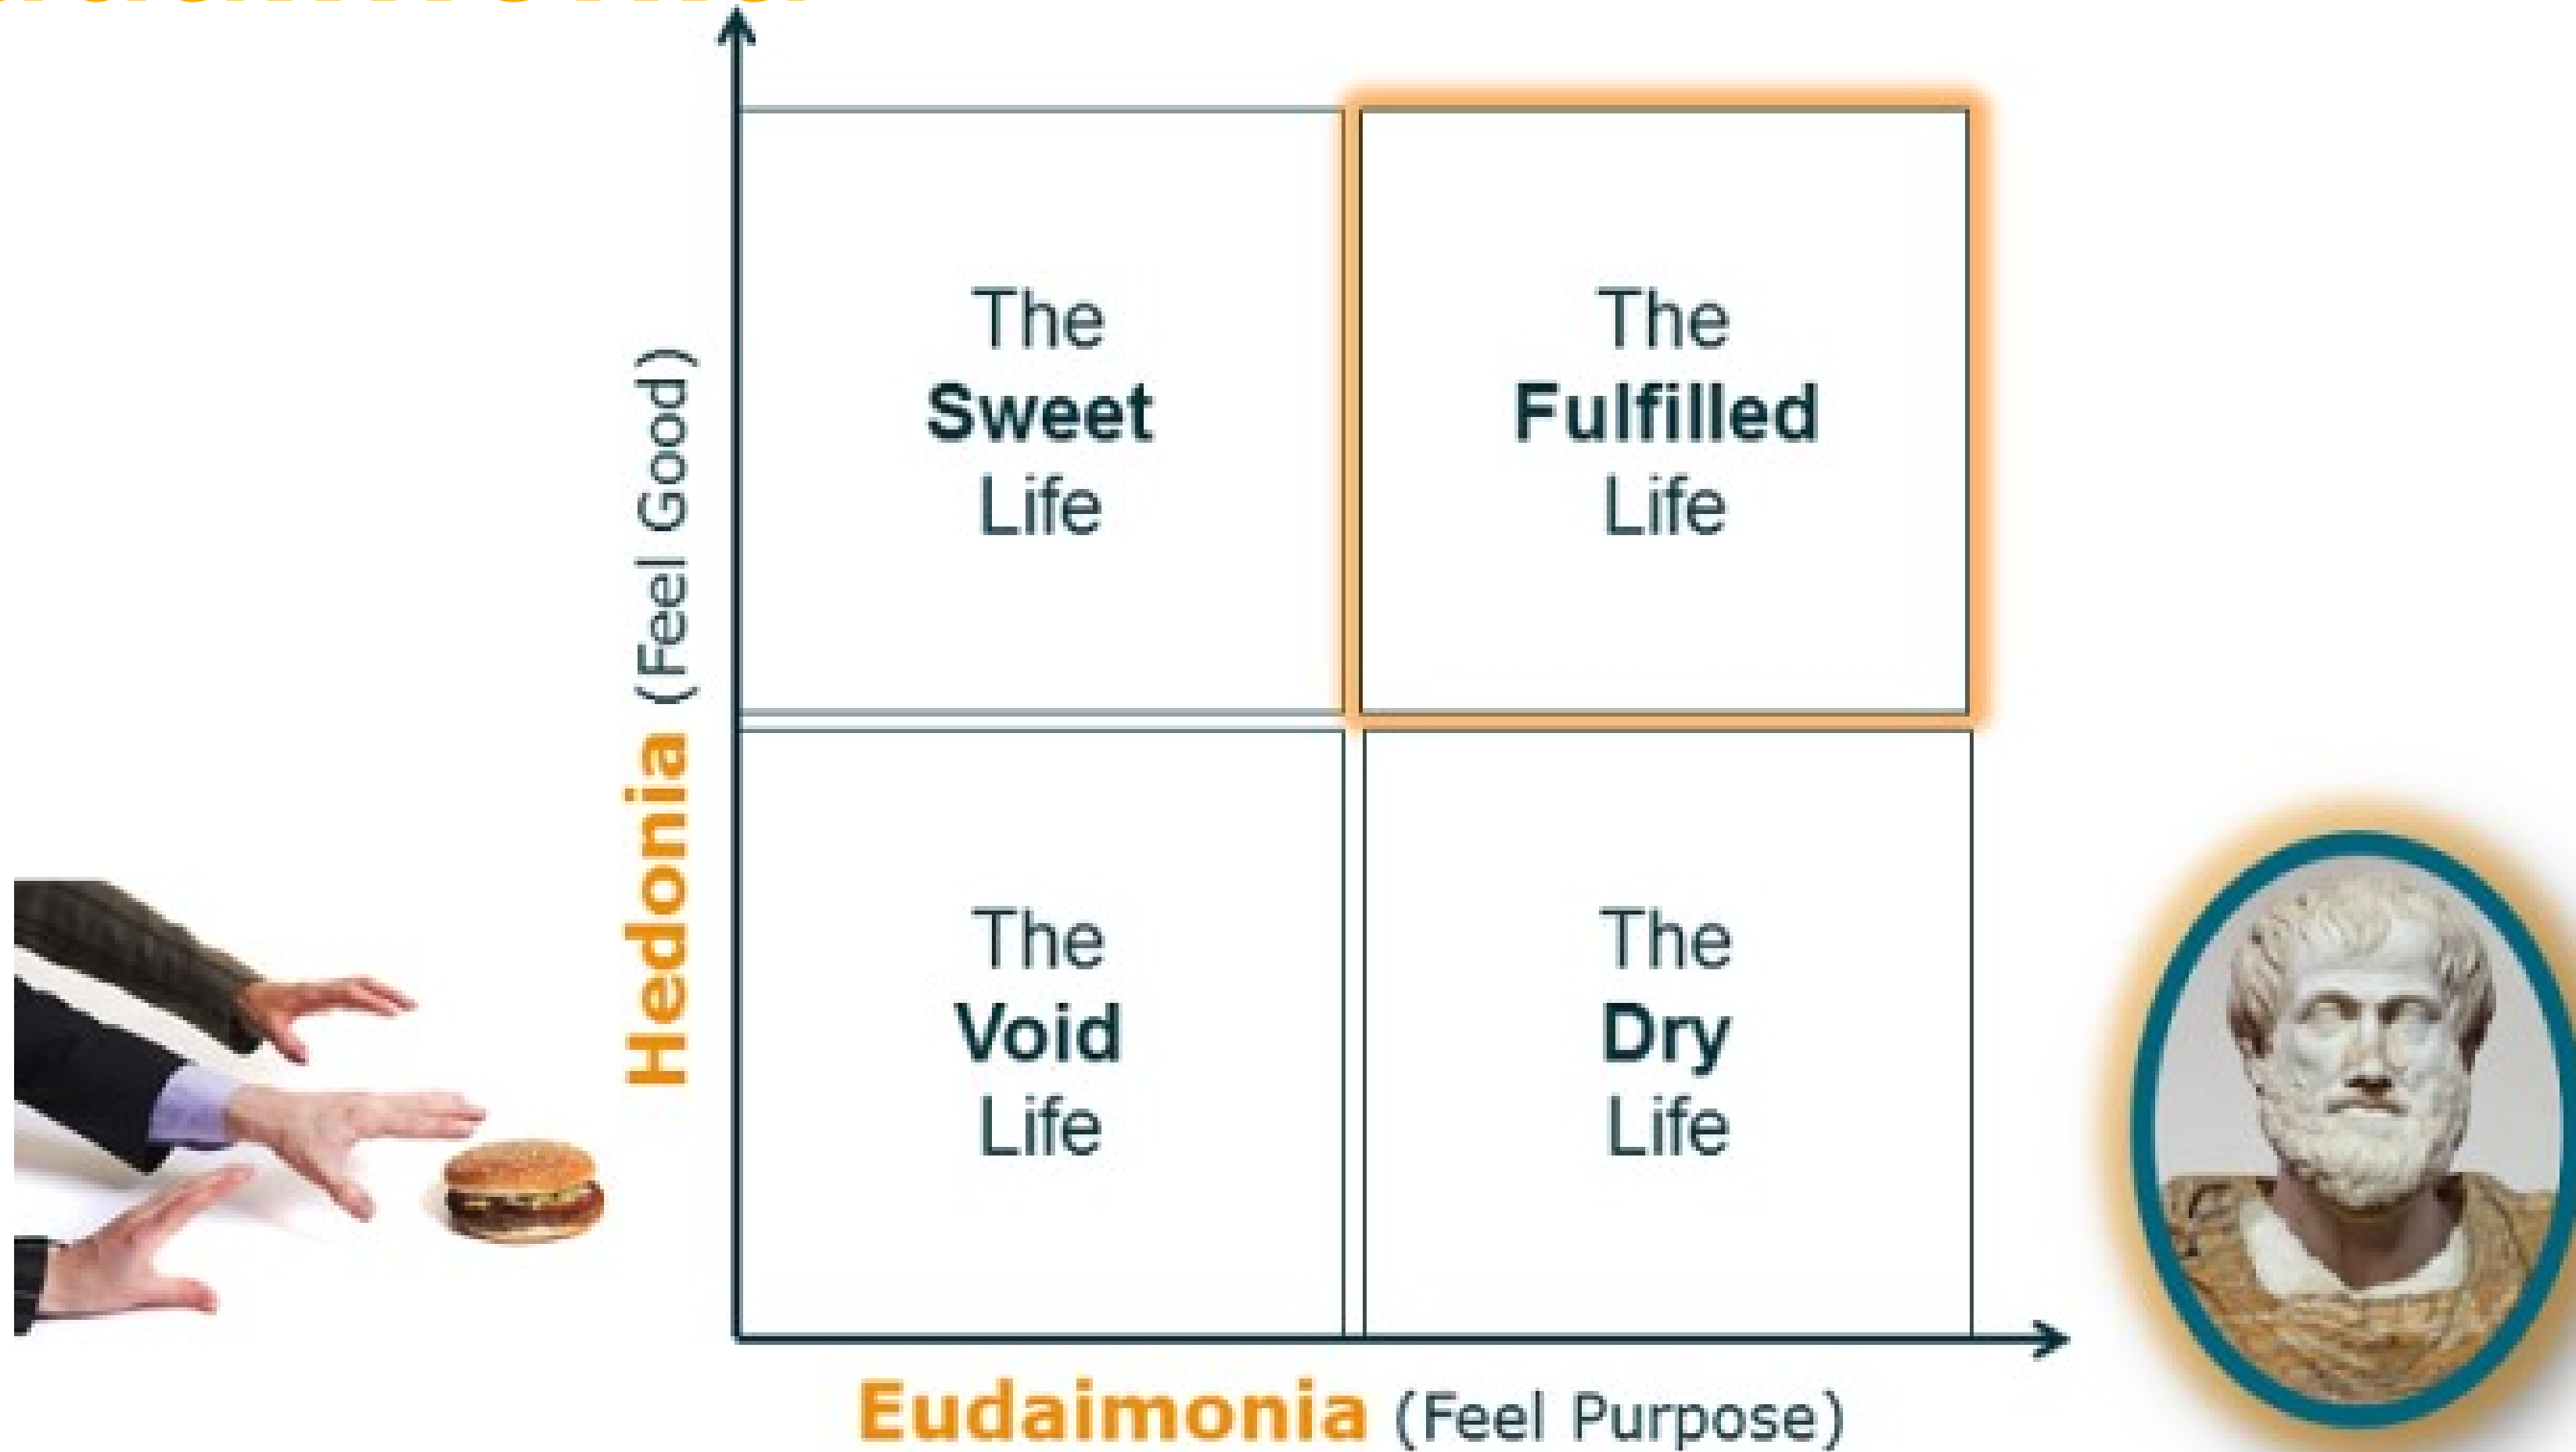 The
Sweet
Life
The
Fulfilled
Life
Hedonia (Feel Good)
The
Void
Life
The
Dry
Life
Eudaimonia (Feel Purpose)